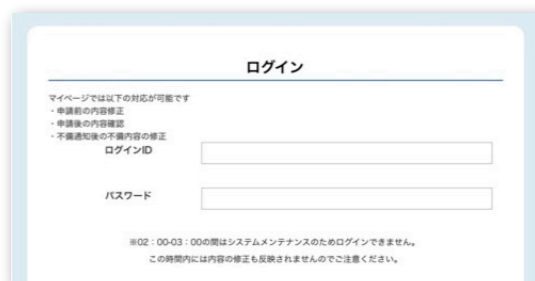 ログイン
マイページでは以下の対応が可能です
・申請前の内容修正
・申請後の内容確認
・不備通知後の不備内容の修正
ログインID
パスワード
※02：00-03：00の間はシステムメンテナンスのためログインできません。
この時間内には内容の修正も反映されませんのでご注意ください。